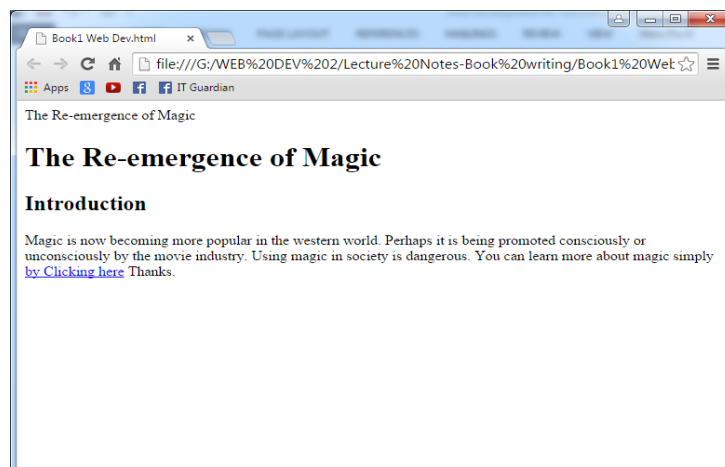 Book1 Web Dev.html
file:///G:/WEB%20DEV%202/Lecture%20Notes-Book%20writing/Book1%20Web
Apps IT Guardian
The Re-emergence of Magic
The Re-emergence of Magic
Introduction
Magic is now becoming more popular in the western world. Perhaps it is being promoted consciously or
unconsciously by the movie industry. Using magic in society is dangerous. You can learn more about magic simply
by Clicking here Thanks.